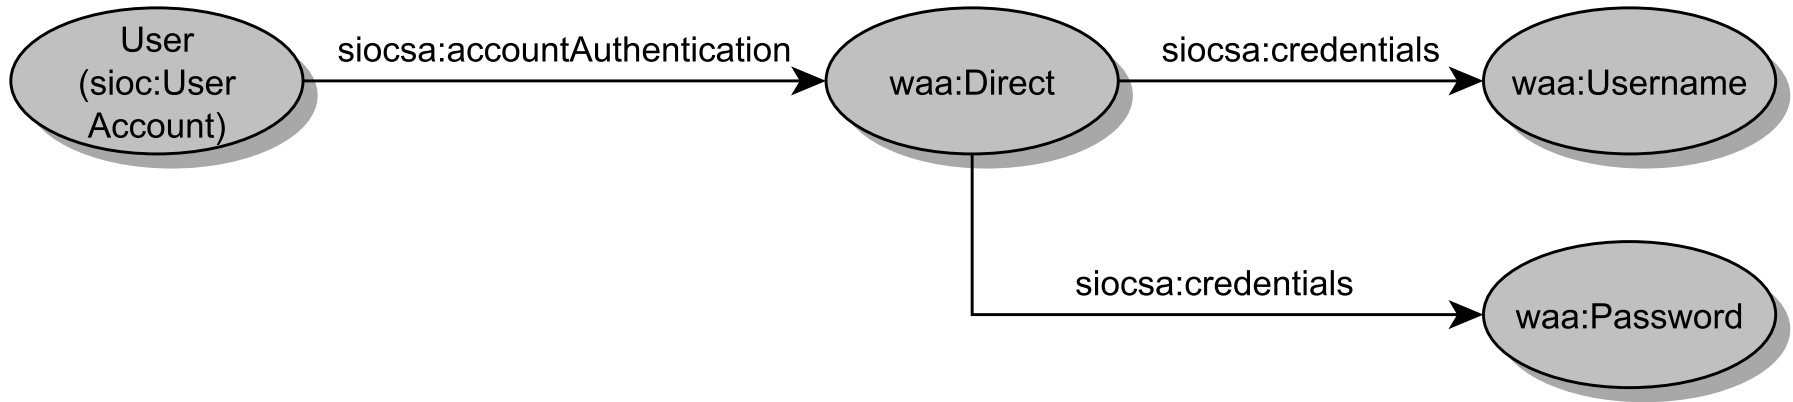 User
(sioc:User
Account)
siocsa:accountAuthentication
waa:Direct
siocsa:credentials
waa:Username
siocsa:credentials
waa:Password